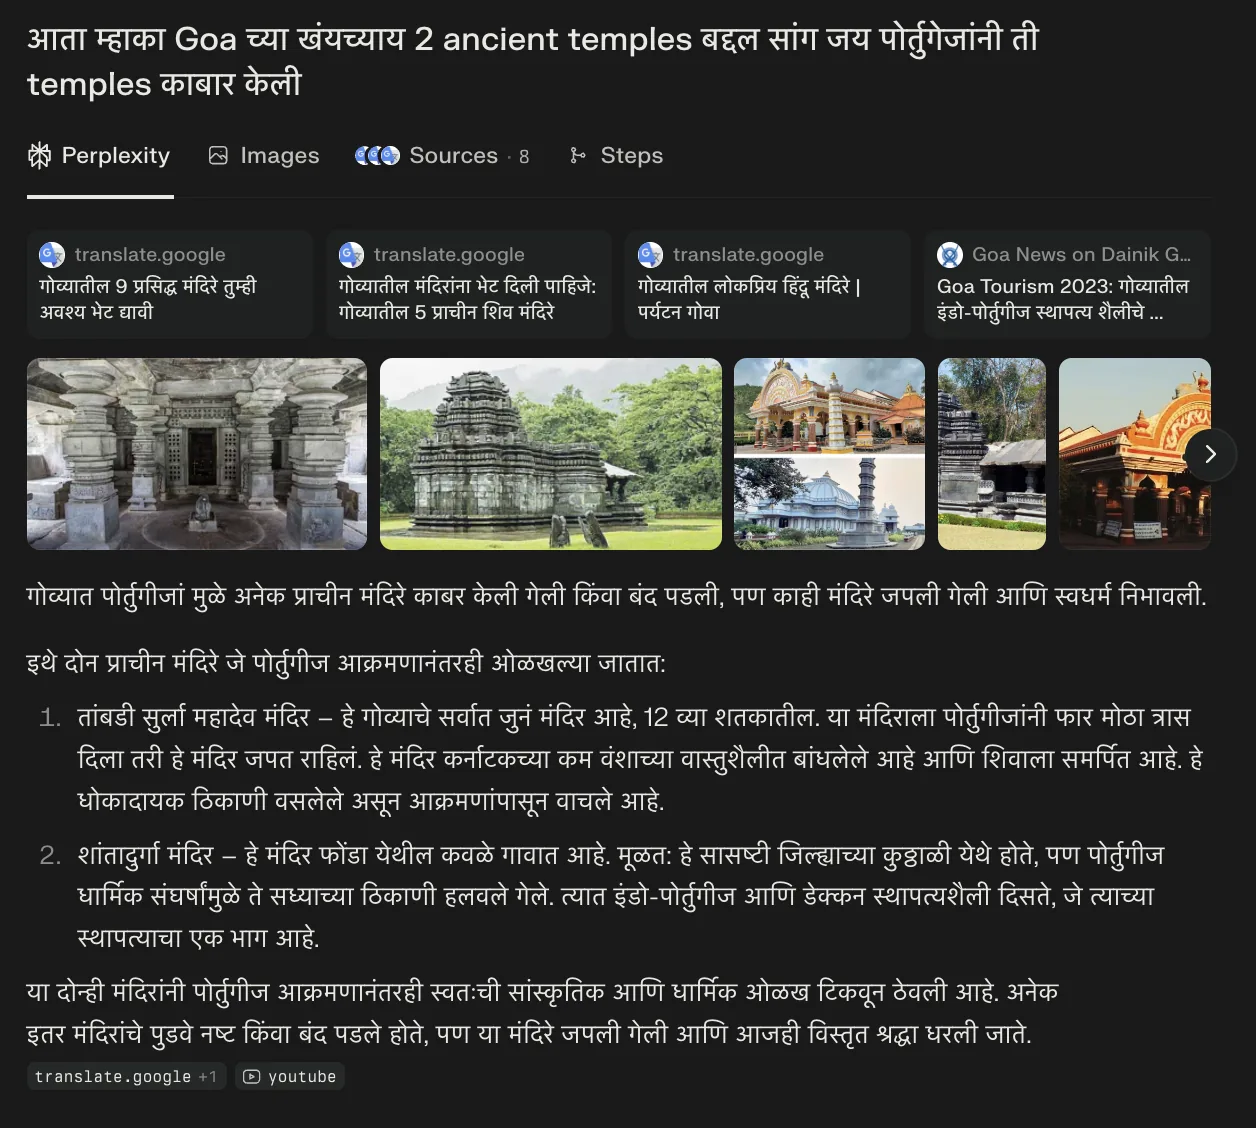 आता म्हाका Goa च्या खंयच्याय 2 ancient temples बद्दल सांग जय पोर्तुगेजांनी ती
temples काबार केली
Perplexity
Images
Sources · 8
Steps
translate.google
गोव्यातील 9 प्रसिद्ध मंदिरे तुम्ही
अवश्य भेट द्यावी
translate.google
गोव्यातील मंदिरांना भेट दिली पाहिजे:
गोव्यातील 5 प्राचीन शिव मंदिरे
translate.google
गोव्यातील लोकप्रिय हिंदू मंदिरे |
पर्यटन गोवा
Goa News on Dainik G...
Goa Tourism 2023: गोव्यातील
इंडो-पोर्तुगीज स्थापत्य शैलीचे ...
गोव्यात पोर्तुगीजां मुळे अनेक प्राचीन मंदिरे काबर केली गेली किंवा बंद पडली, पण काही मंदिरे जपली गेली आणि स्वधर्म निभावली.
इथे दोन प्राचीन मंदिरे जे पोर्तुगीज आक्रमणानंतरही ओळखल्या जातात:
1. तांबडी सुर्ला महादेव मंदिर – हे गोव्याचे सर्वात जुनं मंदिर आहे, 12 व्या शतकातील. या मंदिराला पोर्तुगीजांनी फार मोठा त्रास
दिला तरी हे मंदिर जपत राहिलं. हे मंदिर कर्नाटकच्या कम वंशाच्या वास्तुशैलीत बांधलेले आहे आणि शिवाला समर्पित आहे. हे
धोकादायक ठिकाणी वसलेले असून आक्रमणांपासून वाचले आहे.
2. शांतादुर्गा मंदिर – हे मंदिर फोंडा येथील कवळे गावात आहे. मूळत: हे सासष्टी जिल्ह्याच्या कुठ्ठाळी येथे होते, पण पोर्तुगीज
धार्मिक संघर्षांमुळे ते सध्याच्या ठिकाणी हलवले गेले. त्यात इंडो-पोर्तुगीज आणि डेक्कन स्थापत्यशैली दिसते, जे त्याच्या
स्थापत्याचा एक भाग आहे.
या दोन्ही मंदिरांनी पोर्तुगीज आक्रमणानंतरही स्वतःची सांस्कृतिक आणि धार्मिक ओळख टिकवून ठेवली आहे. अनेक
इतर मंदिरांचे पुडवे नष्ट किंवा बंद पडले होते, पण या मंदिरे जपली गेली आणि आजही विस्तृत श्रद्धा धरली जाते.
translate.google +1
youtube